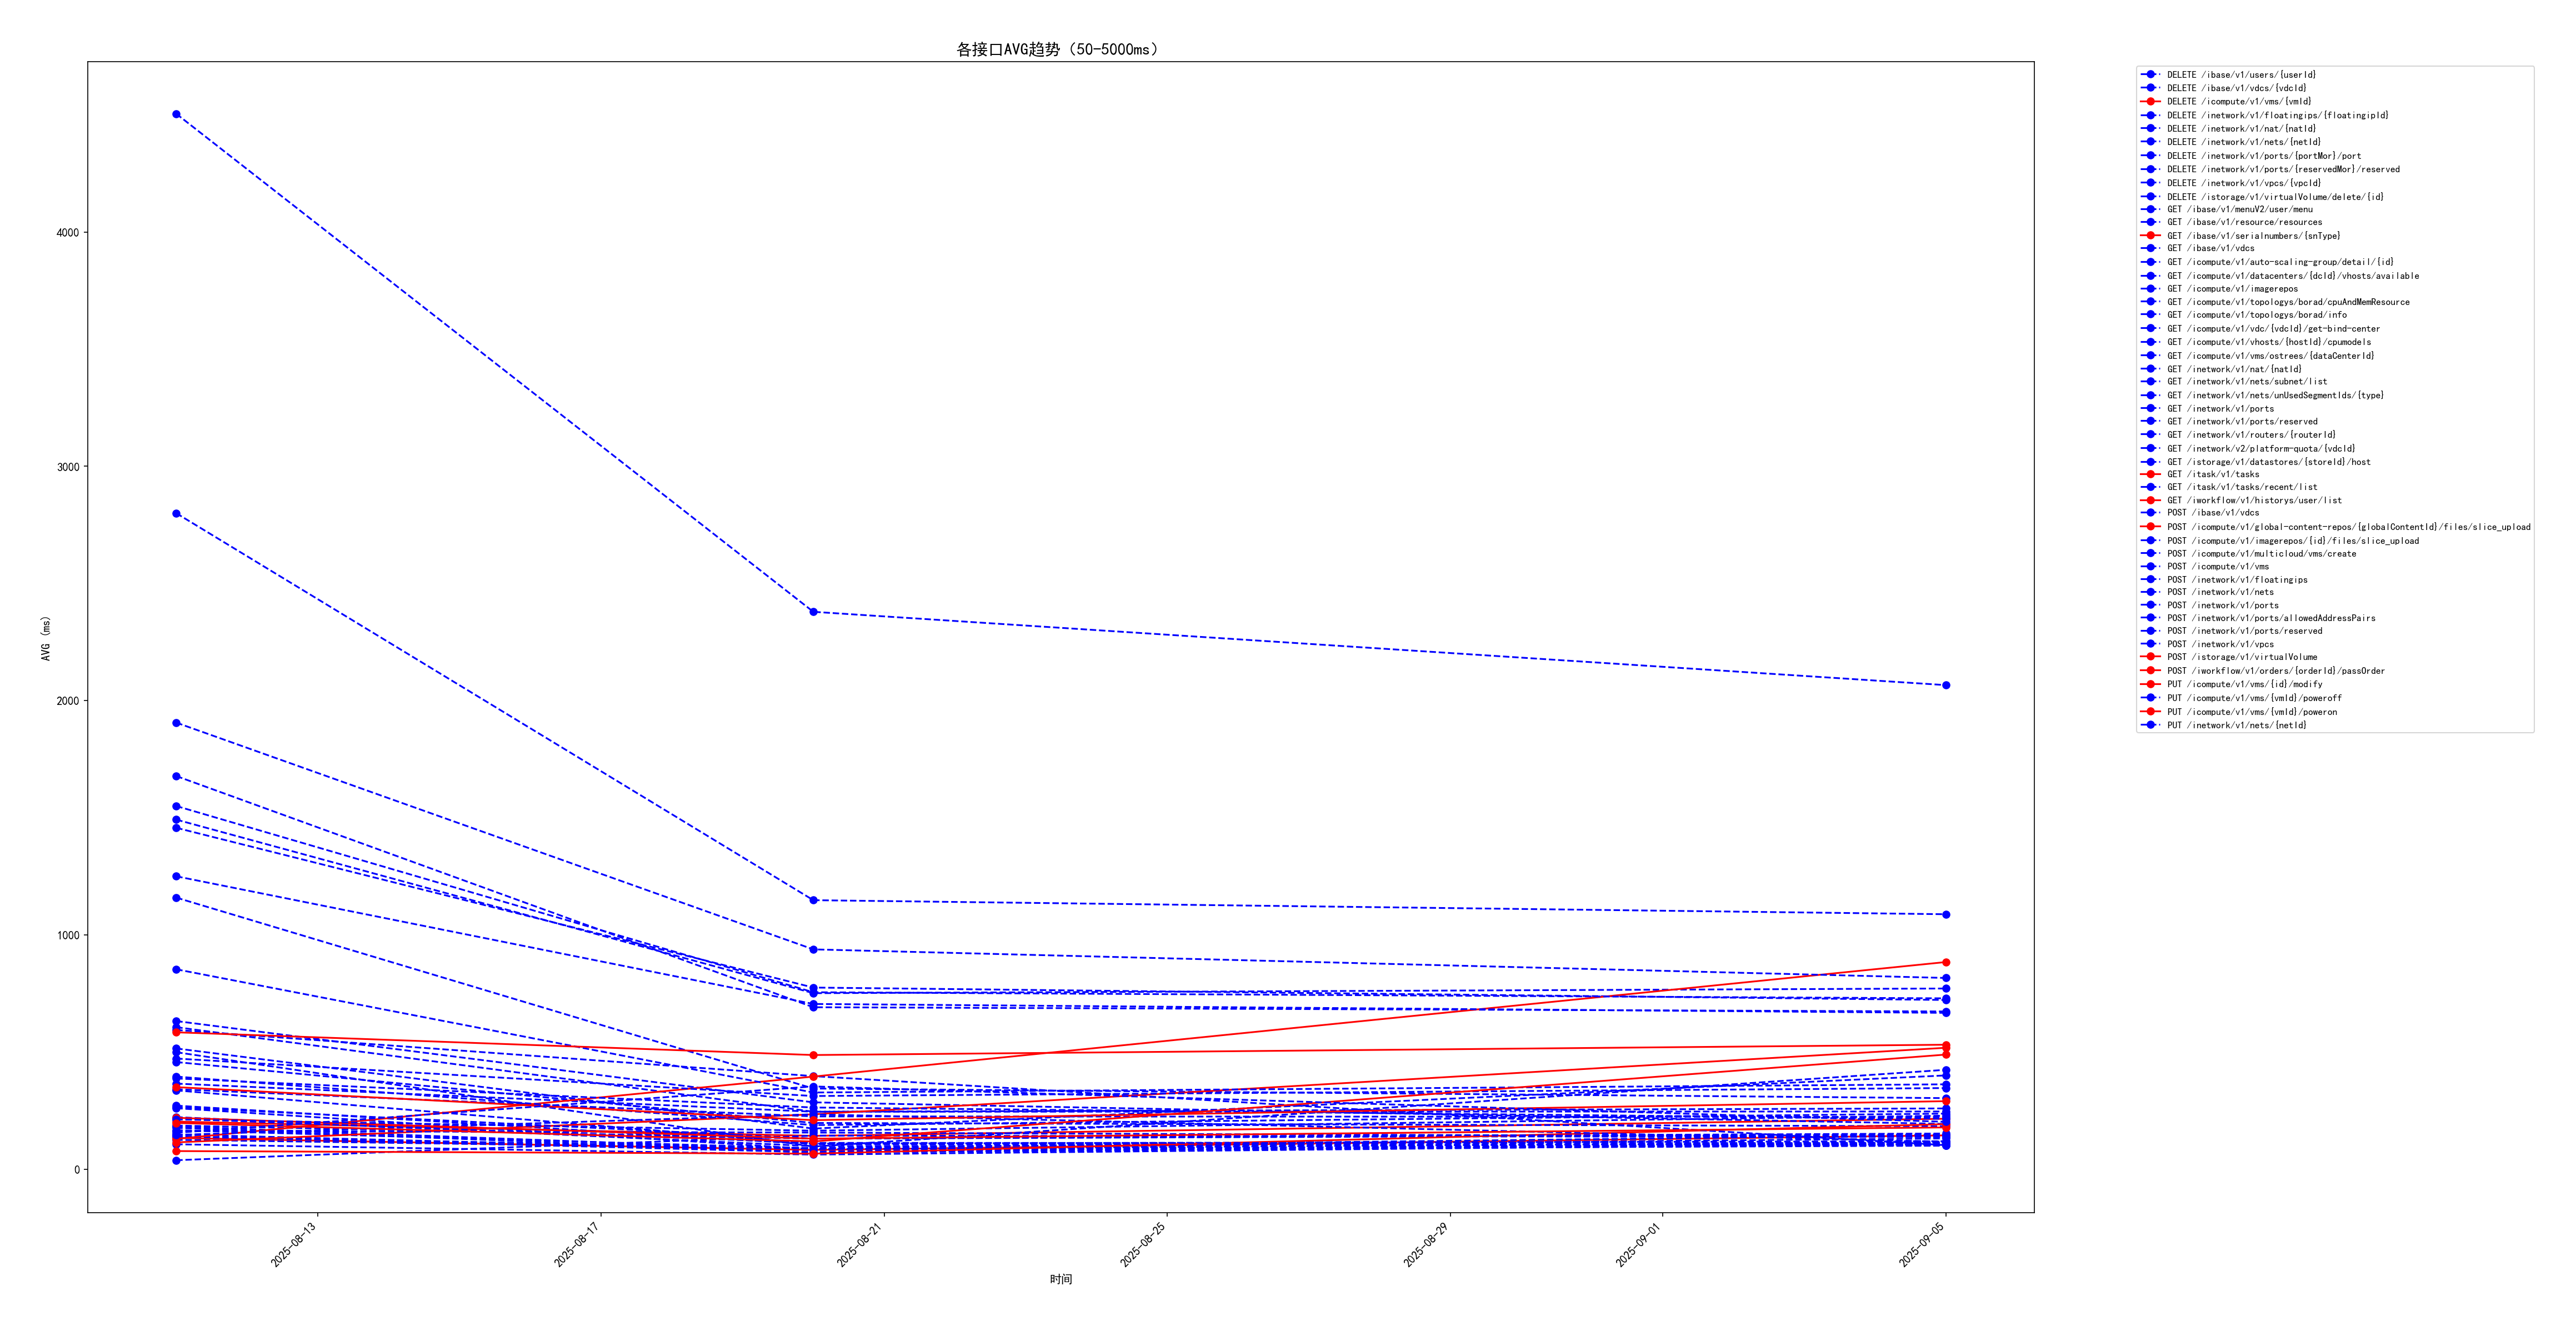 各接口AVG趋势（50-5000ms）
AVG (ms)
4000
3000
2000
1000
0
2025-08-13
2025-08-17
2025-08-21
2025-08-25
2025-08-29
2025-09-01
2025-09-05
时间
DELETE /ibase/v1/users/{userId}
DELETE /ibase/v1/vdcs/{vdcId}
DELETE /icompute/v1/vms/{vmId}
DELETE /inetwork/v1/floatingips/{floatingipId}
DELETE /inetwork/v1/nat/{natId}
DELETE /inetwork/v1/nets/{netId}
DELETE /inetwork/v1/ports/{portMor}/port
DELETE /inetwork/v1/ports/{reservedMor}/reserved
DELETE /inetwork/v1/vpcs/{vpcId}
DELETE /istorage/v1/virtualVolume/delete/{id}
GET /ibase/v1/menuV2/user/menu
GET /ibase/v1/resource/resources
GET /ibase/v1/serialnumbers/{snType}
GET /ibase/v1/vdcs
GET /icompute/v1/auto-scaling-group/detail/{id}
GET /icompute/v1/datacenters/{dcId}/vhosts/available
GET /icompute/v1/imagerepos
GET /icompute/v1/topologys/borad/cpuAndMemResource
GET /icompute/v1/topologys/borad/info
GET /icompute/v1/vdc/{vdcId}/get-bind-center
GET /icompute/v1/vhosts/{hostId}/cpumodels
GET /icompute/v1/vms/ostrees/{dataCenterId}
GET /inetwork/v1/nat/{natId}
GET /inetwork/v1/nets/subnet/list
GET /inetwork/v1/nets/unUsedSegmentIds/{type}
GET /inetwork/v1/ports
GET /inetwork/v1/ports/reserved
GET /inetwork/v1/routers/{routerId}
GET /inetwork/v2/platform-quota/{vdcId}
GET /istorage/v1/datastores/{storeId}/host
GET /itask/v1/tasks
GET /itask/v1/tasks/recent/list
GET /iworkflow/v1/historys/user/list
POST /ibase/v1/vdcs
POST /icompute/v1/global-content-repos/{globalContentId}/files/slice_upload
POST /icompute/v1/imagerepos/{id}/files/slice_upload
POST /icompute/v1/multicloud/vms/create
POST /icompute/v1/vms
POST /inetwork/v1/floatingips
POST /inetwork/v1/nets
POST /inetwork/v1/ports
POST /inetwork/v1/ports/allowedAddressPairs
POST /inetwork/v1/ports/reserved
POST /inetwork/v1/vpcs
POST /istorage/v1/virtualVolume
POST /iworkflow/v1/orders/{orderId}/passOrder
PUT /icompute/v1/vms/{id}/modify
PUT /icompute/v1/vms/{vmId}/poweroff
PUT /icompute/v1/vms/{vmId}/poweron
PUT /inetwork/v1/nets/{netId}